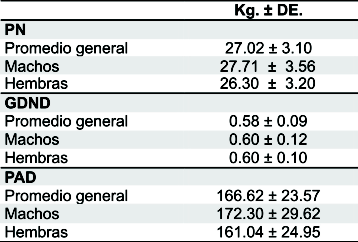 Kg. ± DE.
PN
Promedio general 27.02 ± 3.10
Machos 27.71 ± 3.56
Hembras 26.30 ± 3.20
GDND
Promedio general 0.58 ± 0.09
Machos 0.60 ± 0.12
Hembras 0.60 ± 0.10
PAD
Promedio general 166.62 ± 23.57
Machos 172.30 ± 29.62
Hembras 161.04 ± 24.95